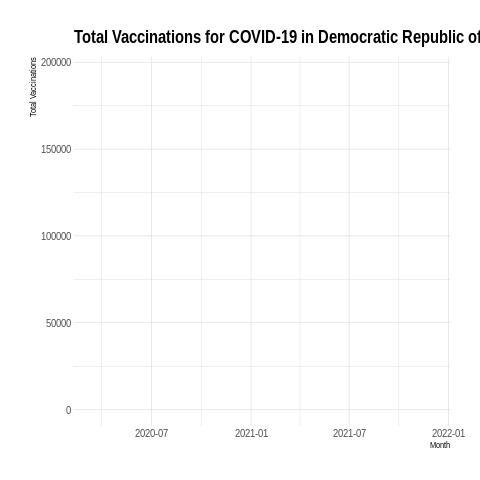 Total Vaccinations for COVID-19 in Democratic Republic of
Total Vaccinations
200000
150000
100000
50000
0
2020-07 2021-01 2021-07 2022-01
Month